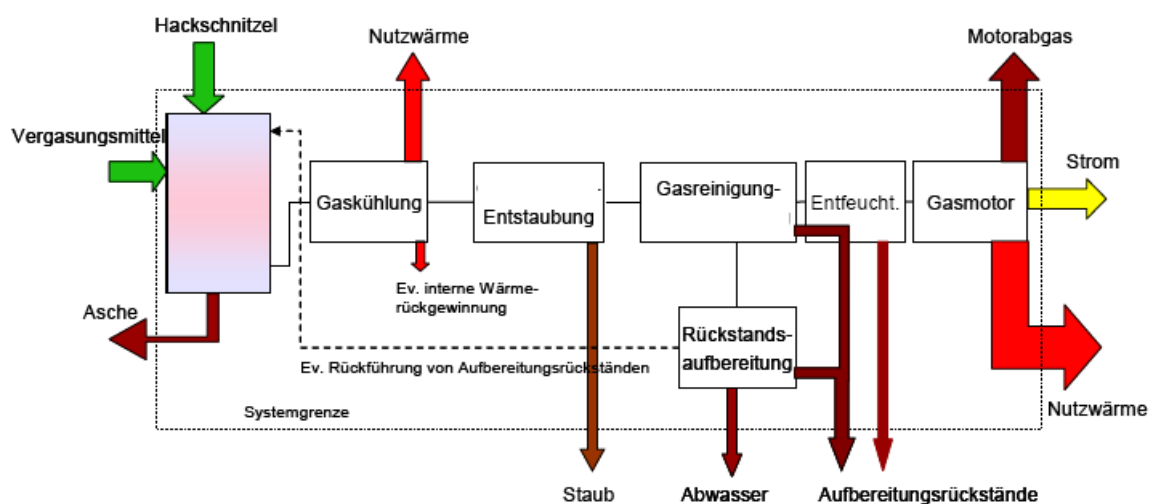 Hackschnitzel
Nutzwärme
Motorabgas
Vergasungsmittel
Strom
Gaskühlung
Entstaubung
Gasreinigung-
Entfeucht.
Gasmotor
Ev. interne Wärme-
rückgewinnung
Asche
Rückstands-
aufbereitung
Ev. Rückführung von Aufbereitungsrückständen
Systemgrenze
Nutzwärme
Staub
Abwasser
Aufbereitungsrückstände